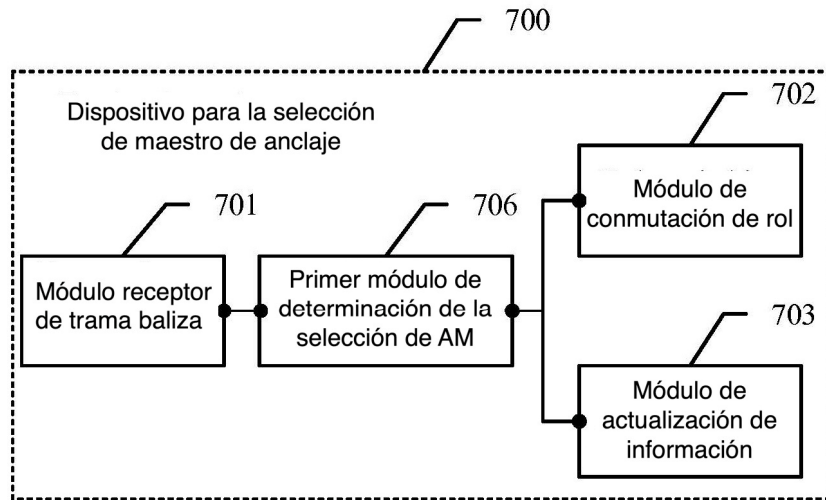 700
Dispositivo para la selección
de maestro de anclaje
702
Módulo de
conmutación de rol
701
Módulo receptor
de trama baliza
706
Primer módulo de
determinación de la
selección de AM
703
Módulo de
actualización de
información